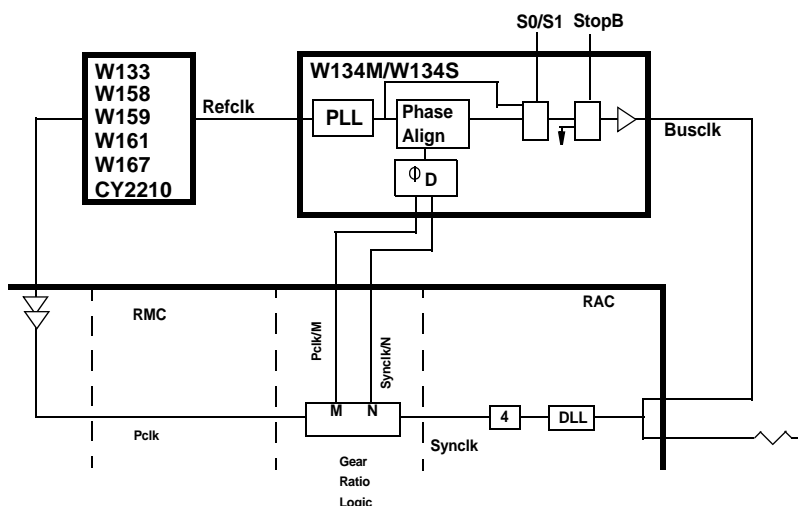 S0/S1 StopB
W133
W158
W159
W161
W167
CY2210
Refclk
W134M/W134S
PLL
Phase
Align
Φ D
Busclk
RMC
RAC
Pclk/M
Synclk/N
M N
4
DLL
Pclk
Synclk
Gear
Ratio
Logic